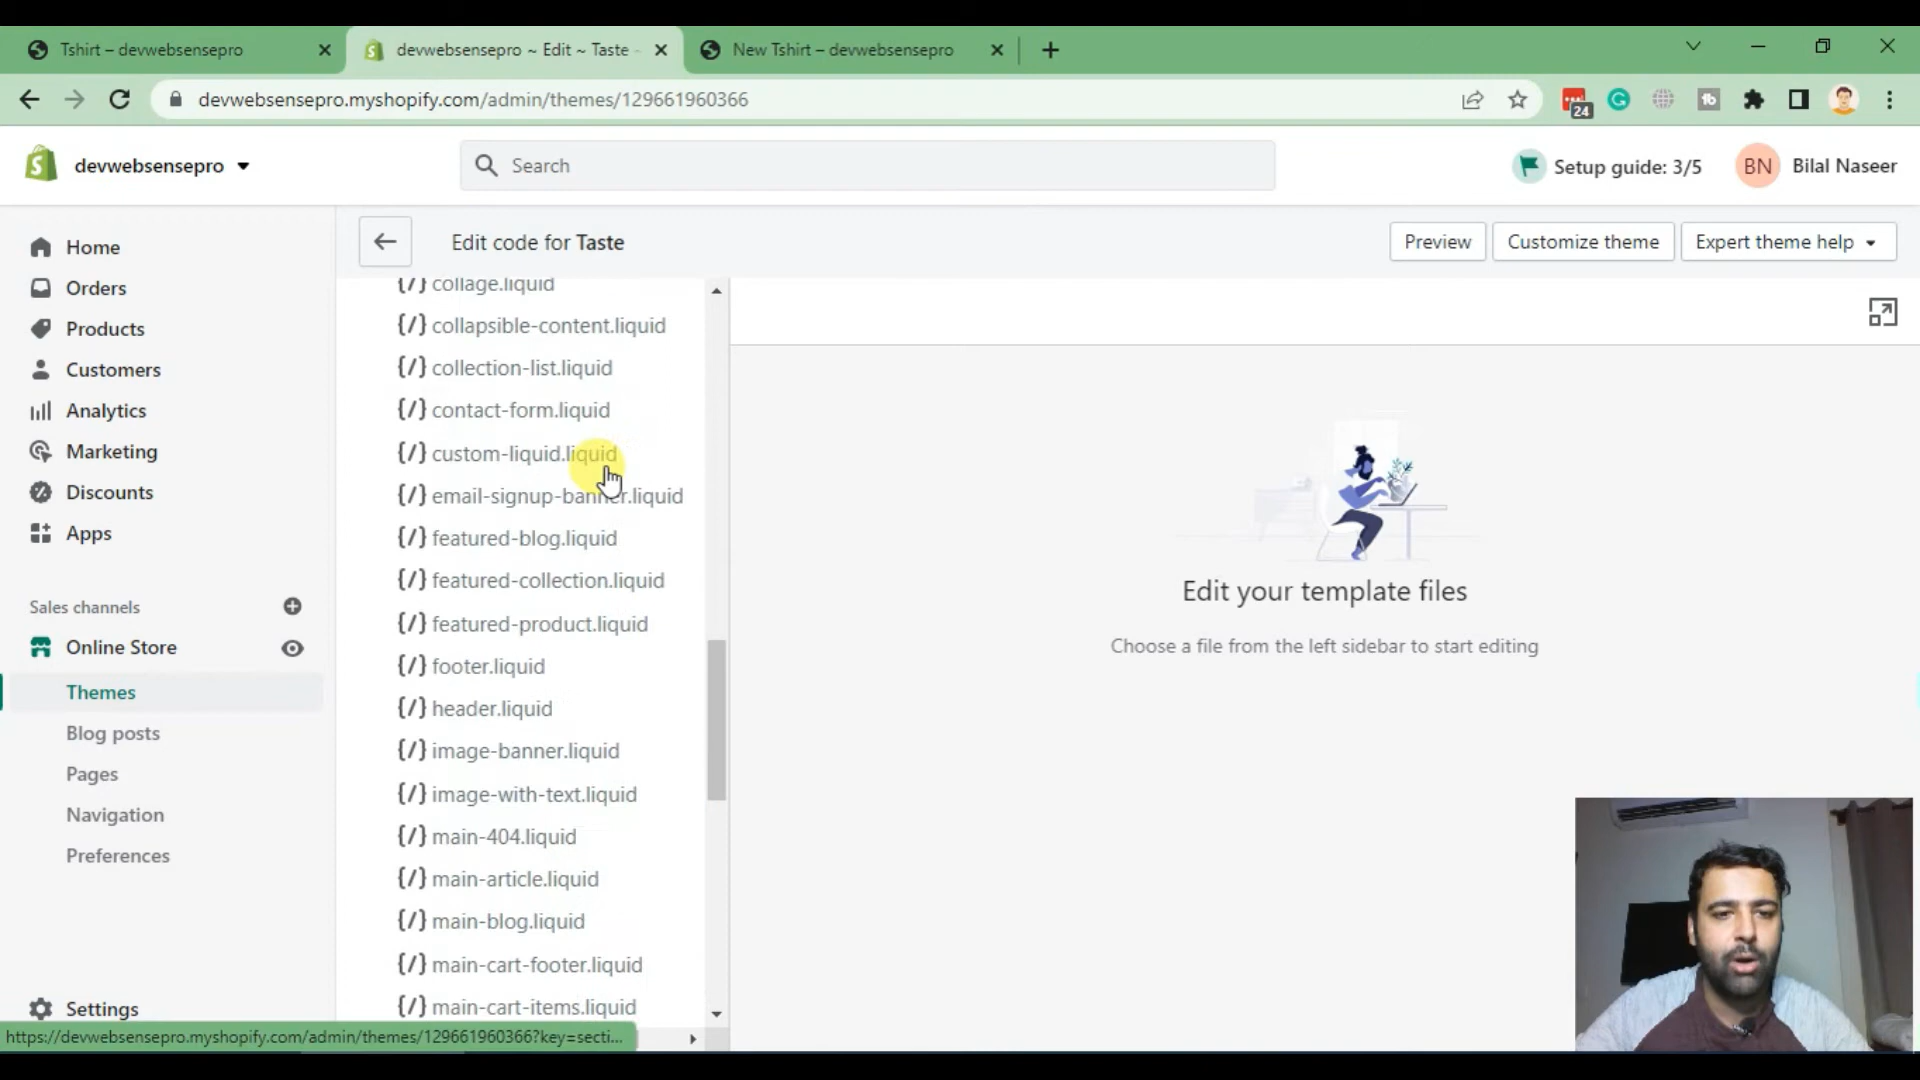 Tshirt – devwebsensepro
devwebsensepro ~ Edit ~ Taste -
New Tshirt – devwebsensepro
devwebsensepro.myshopify.com/admin/themes/129661960366
24
devwebsensepro
Search
Setup guide: 3/5
BN
Bilal Naseer
Home
Orders
Products
Customers
Analytics
Marketing
Discounts
Apps
Sales channels
Online Store
Themes
Blog posts
Pages
Navigation
Preferences
Settings
Edit code for Taste
Preview
Customize theme
Expert theme help
{/} collage.liquid
{/} collapsible-content.liquid
{/} collection-list.liquid
{/} contact-form.liquid
{/} custom-liquid.liquid
{/} email-signup-banner.liquid
{/} featured-blog.liquid
{/} featured-collection.liquid
{/} featured-product.liquid
{/} footer.liquid
{/} header.liquid
{/} image-banner.liquid
{/} image-with-text.liquid
{/} main-404.liquid
{/} main-article.liquid
{/} main-blog.liquid
{/} main-cart-footer.liquid
{/} main-cart-items.liquid
Edit your template files
Choose a file from the left sidebar to start editing
https://devwebsensepro.myshopify.com/admin/themes/129661960366?key=secti...